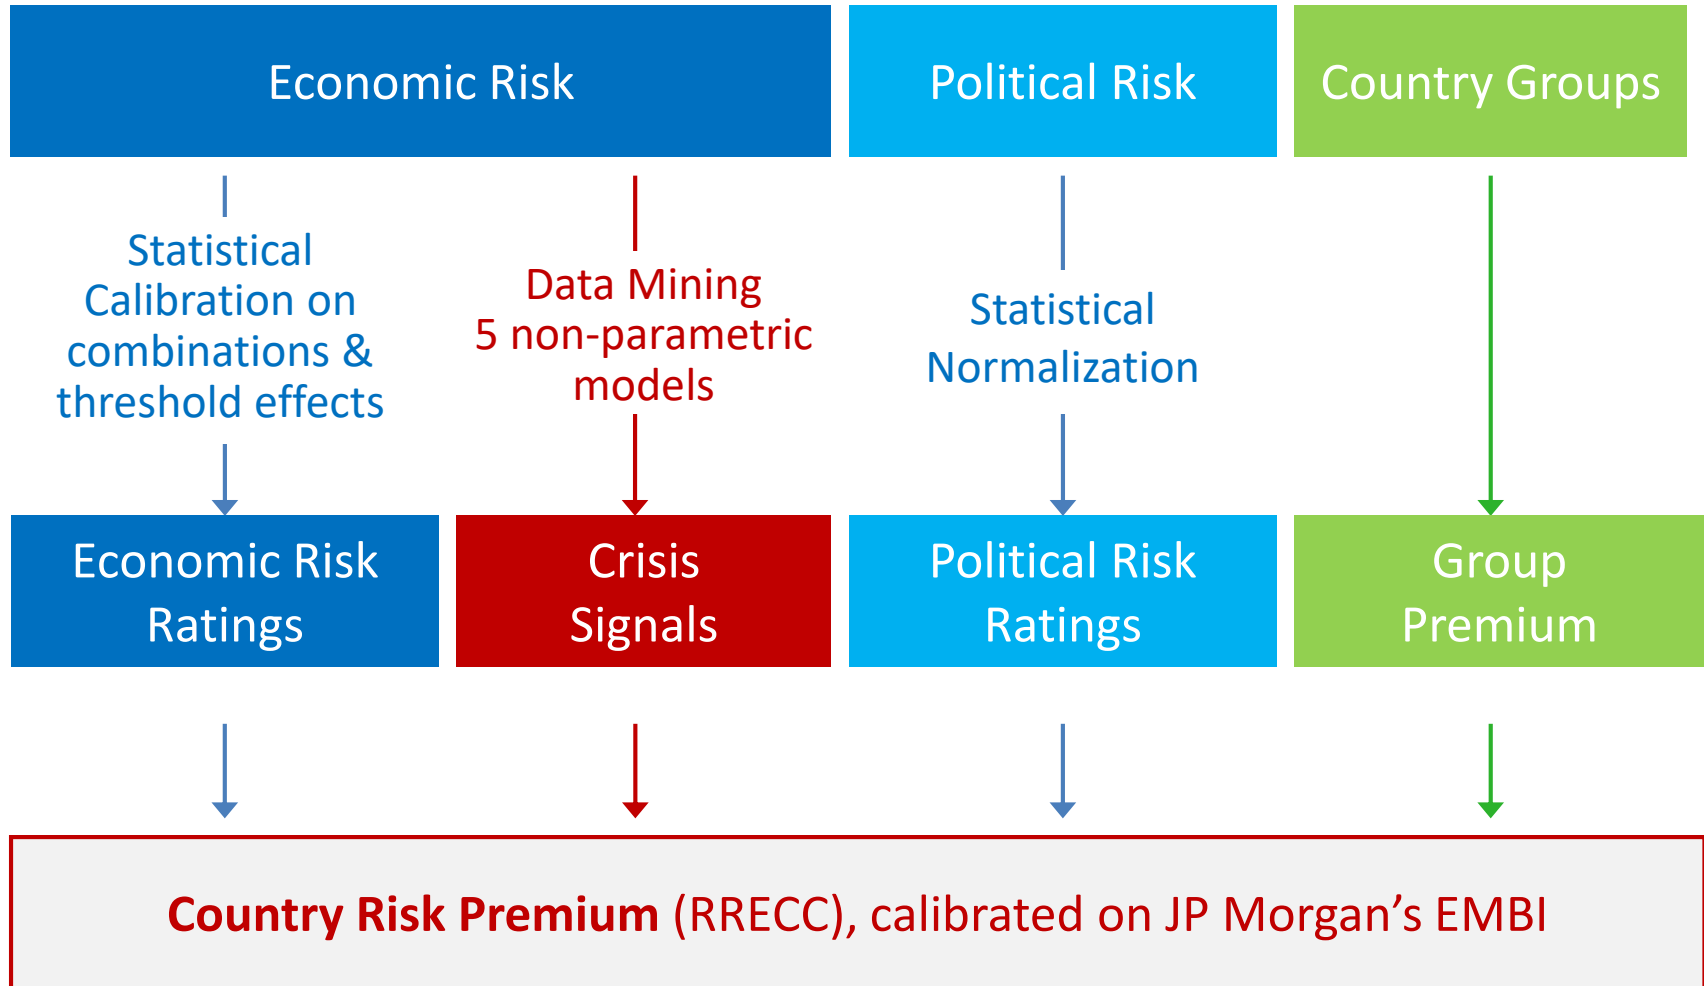 Economic Risk
Political Risk
Country Groups
Statistical
Calibration on
combinations &
threshold effects
Data Mining
5 non-parametric
models
Statistical
Normalization
Economic Risk
Ratings
Crisis
Signals
Political Risk
Ratings
Group
Premium
Country Risk Premium (RRECC), calibrated on JP Morgan’s EMBI